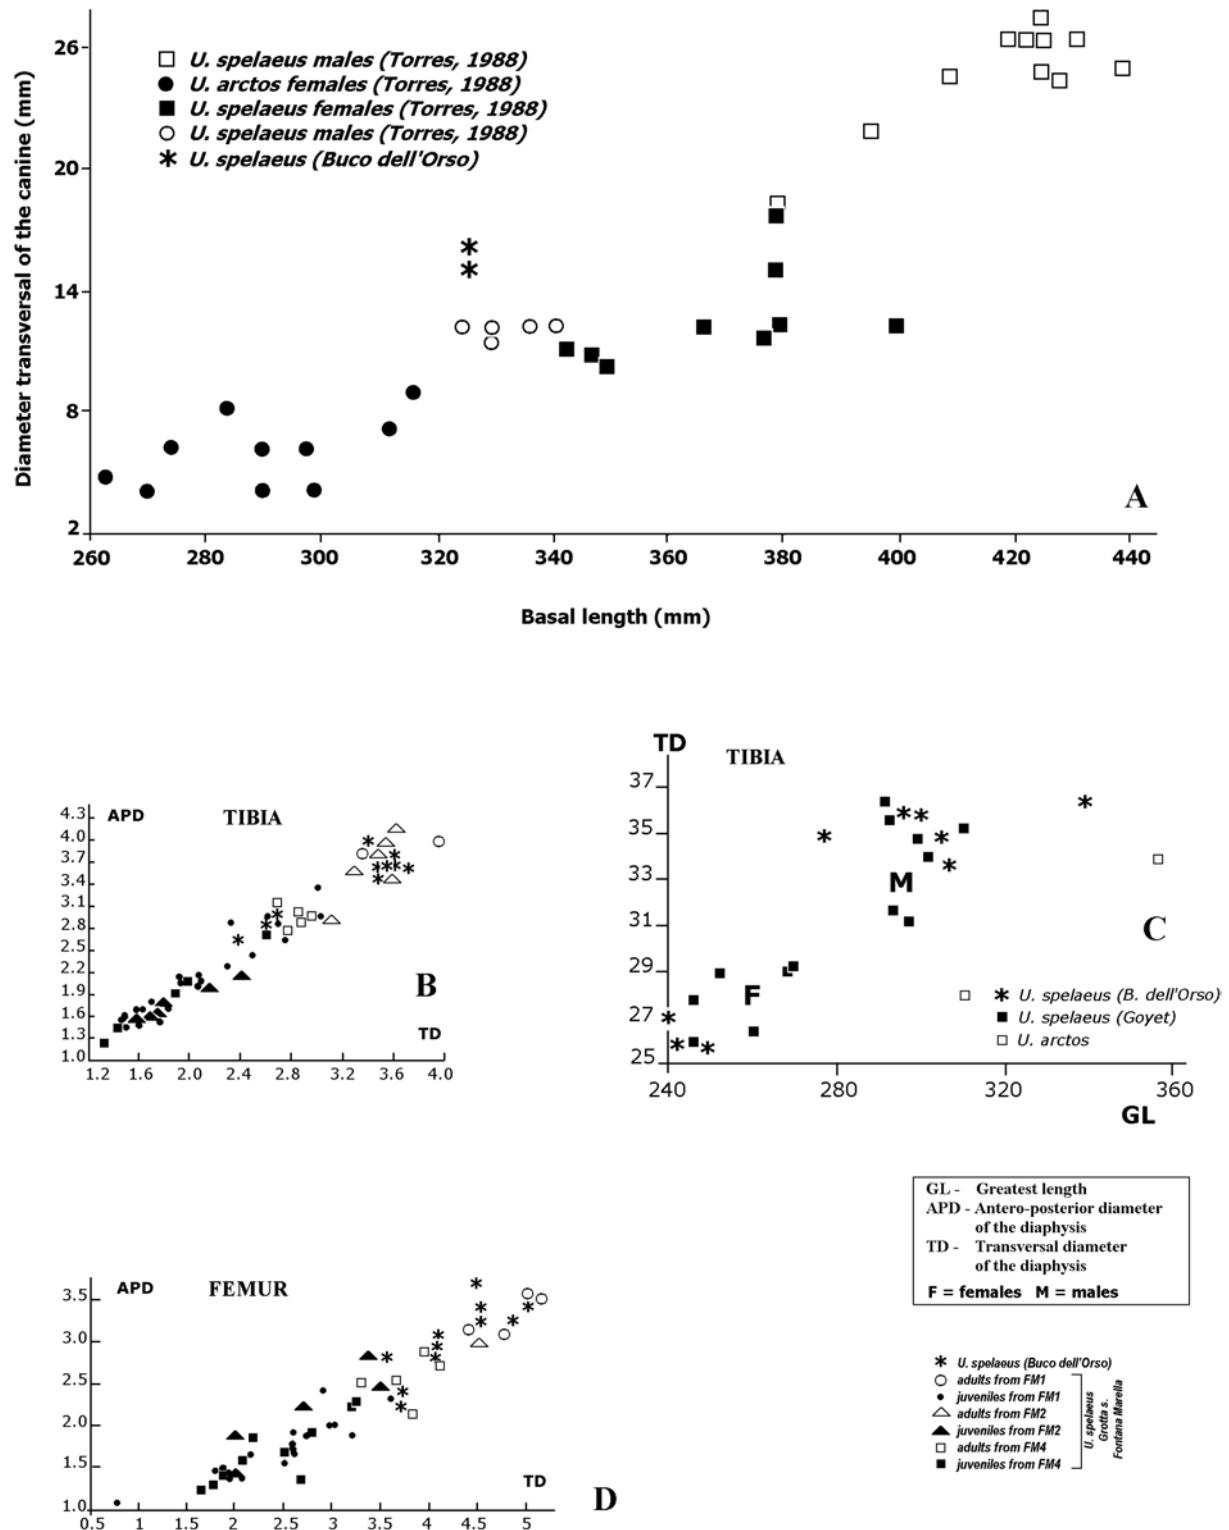 26
20
14
8
2
Diameter transversal of the canine (mm)
U. spelaeus males (Torres, 1988)
U. arctos females (Torres, 1988)
U. spelaeus females (Torres, 1988)
U. spelaeus males (Torres, 1988)
U. spelaeus (Buco dell'Orso)
A
260 280 300 320 340 360 380 400 420 440
Basal length (mm)
APD TIBIA
4.3
4.0
3.7
3.4
3.1
2.8
2.5
2.2
1.9
1.6
1.3
1.0
B
TD
1.2 1.6 2.0 2.4 2.8 3.2 3.6 4.0
TD TIBIA
37
35
33
31
29
27
25
M
F
C
U. spelaeus (B. dell'Orso)
U. spelaeus (Goyet)
U. arctos
240 280 320 360
GL
GL - Greatest length
APD - Antero-posterior diameter
of the diaphysis
TD - Transversal diameter
of the diaphysis
F = females M = males
APD FEMUR
3.5
3.0
2.5
2.0
1.5
1.0
TD
D
0.5 1 1.5 2 2.5 3 3.5 4 4.5 5
U. spelaeus (Buco dell'Orso)
adults from FM1
juveniles from FM1
adults from FM2
juveniles from FM2
adults from FM4
juveniles from FM4
U. spelaeus
Grotta s.
Fontana Marella